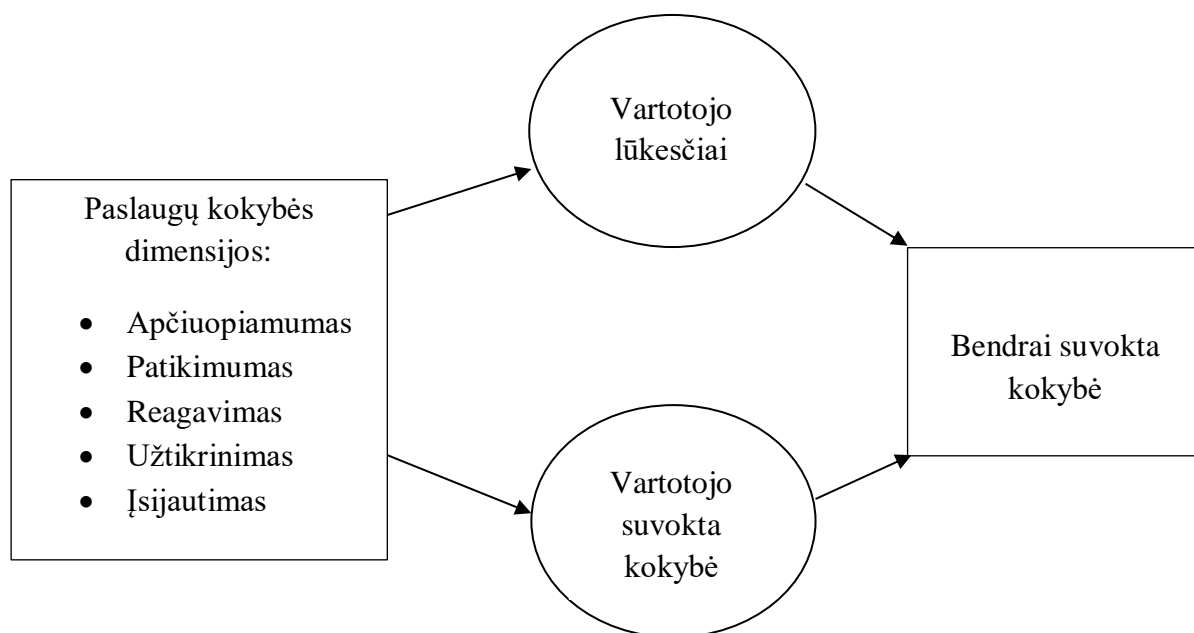 Vartotojo
lūkesčiai
Paslaugų kokybės
dimensijos:
• Apčiuopiamumas
• Patikimumas
• Reagavimas
• Užtikrinimas
• Įsijautimas
Bendrai suvokta
kokybė
Vartotojo
suvokta
kokybė